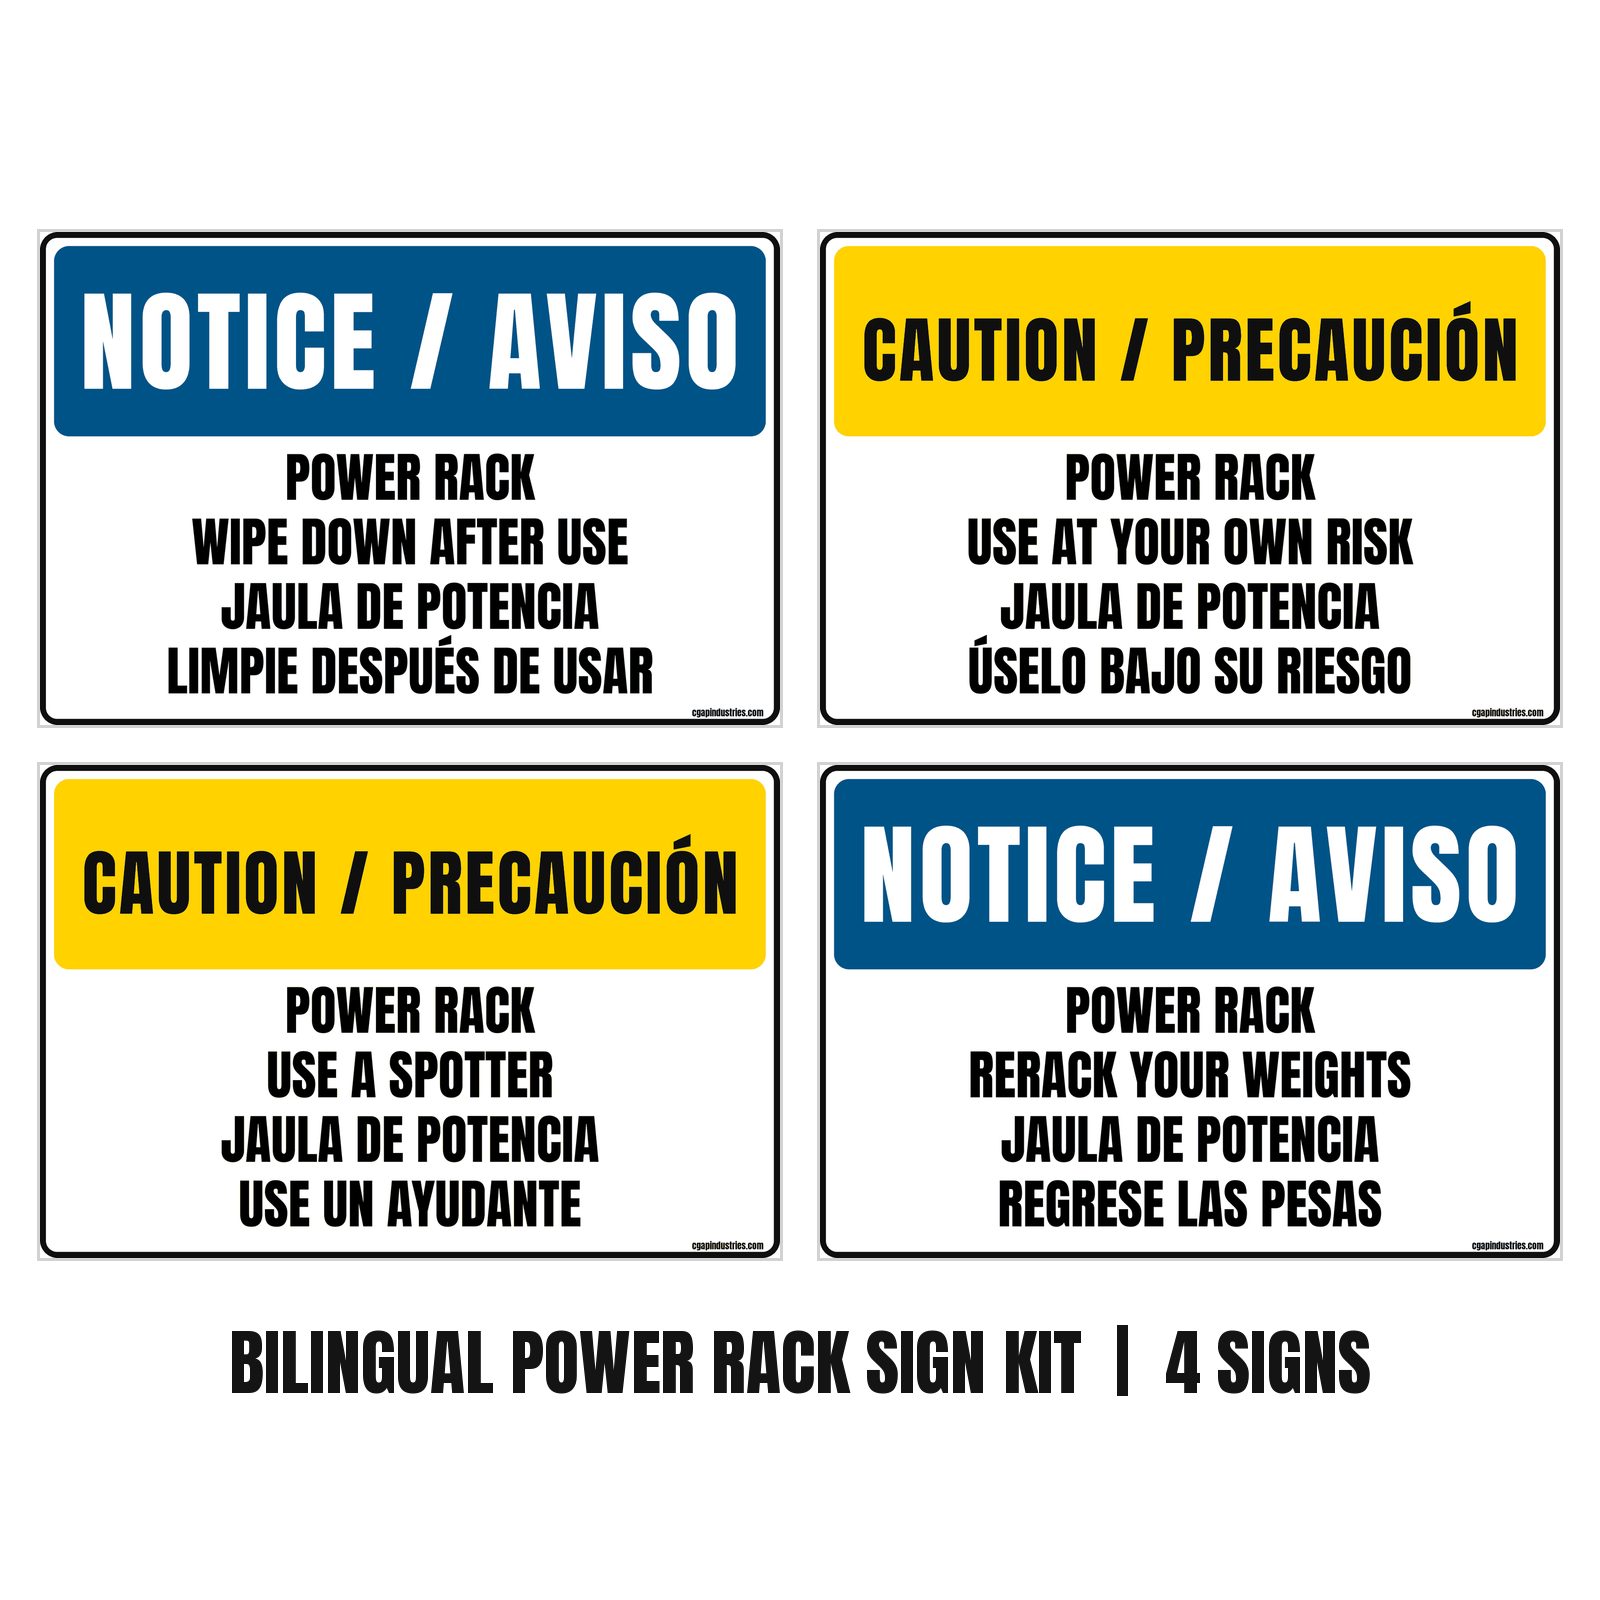 NOTICE / AVISO
POWER RACK
WIPE DOWN AFTER USE
JAULA DE POTENCIA
LIMPIE DESPUÉS DE USAR
cgapindustries.com
CAUTION / PRECAUCIÓN
POWER RACK
USE AT YOUR OWN RISK
JAULA DE POTENCIA
ÚSELO BAJO SU RIESGO
cgapindustries.com
CAUTION / PRECAUCIÓN
POWER RACK
USE A SPOTTER
JAULA DE POTENCIA
USE UN AYUDANTE
cgapindustries.com
NOTICE / AVISO
POWER RACK
RERACK YOUR WEIGHTS
JAULA DE POTENCIA
REGRESE LAS PESAS
cgapindustries.com
BILINGUAL POWER RACK SIGN KIT | 4 SIGNS